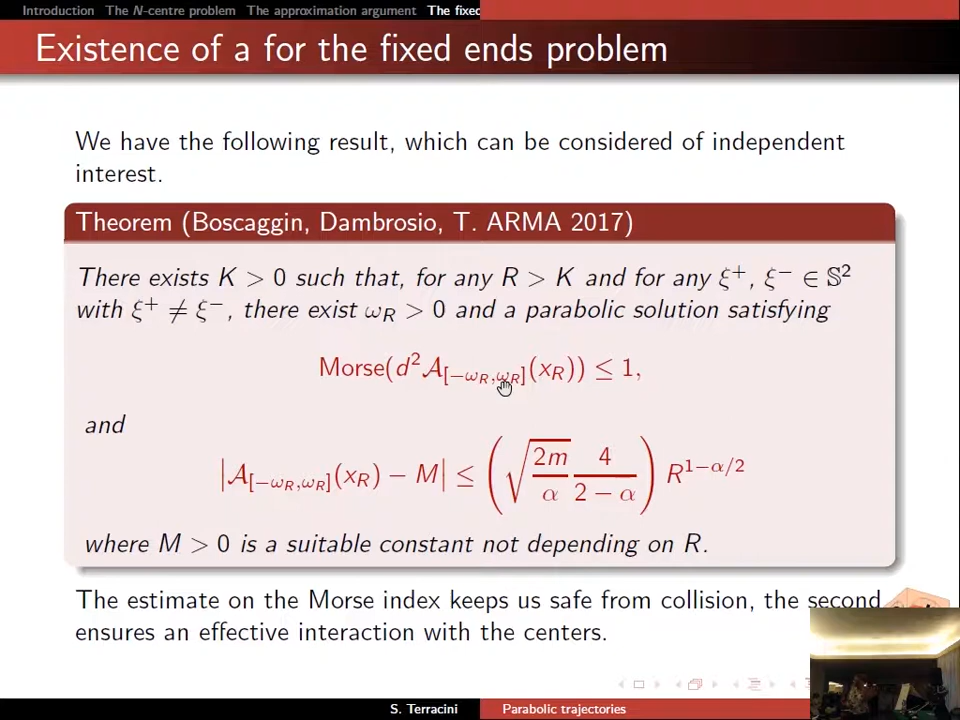 Introduction The N-centre problem The approximation argument The fixed
Existence of a for the fixed ends problem
We have the following result, which can be considered of independent
interest.
Theorem (Boscaggin, Dambrosio, T. ARMA 2017)
There exists K > 0 such that, for any R > K and for any ξ⁺, ξ⁻ ∈ 𝕊²
with ξ⁺ ≠ ξ⁻, there exist ω_R > 0 and a parabolic solution satisfying
Morse(d²𝒜_[−ω_R,ω_R](x_R)) ≤ 1,
and
|𝒜_[−ω_R,ω_R](x_R) − M| ≤ (√(2m/α) 4/(2 − α)) R^(1−α/2)
where M > 0 is a suitable constant not depending on R.
The estimate on the Morse index keeps us safe from collision, the second
ensures an effective interaction with the centers.
S. Terracini Parabolic trajectories